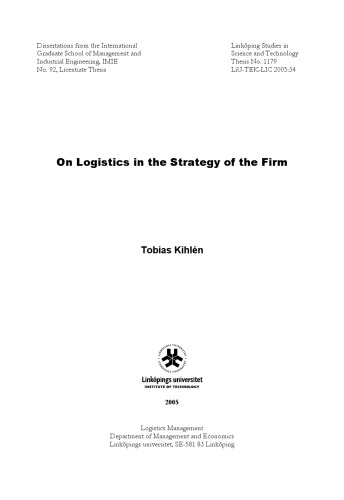 Dissertations from the International
Graduate School of Management and
Industrial Engineering, IMIE
No. 92, Licentiate Thesis
Linköping Studies in
Science and Technology
Thesis No. 1179
LiU-TEK-LIC 2005:34
On Logistics in the Strategy of the Firm
Tobias Kihlén
Linköpings universitet
INSTITUTE OF TECHNOLOGY
2005
Logistics Management
Department of Management and Economics
Linköpings universitet, SE-581 83 Linköping